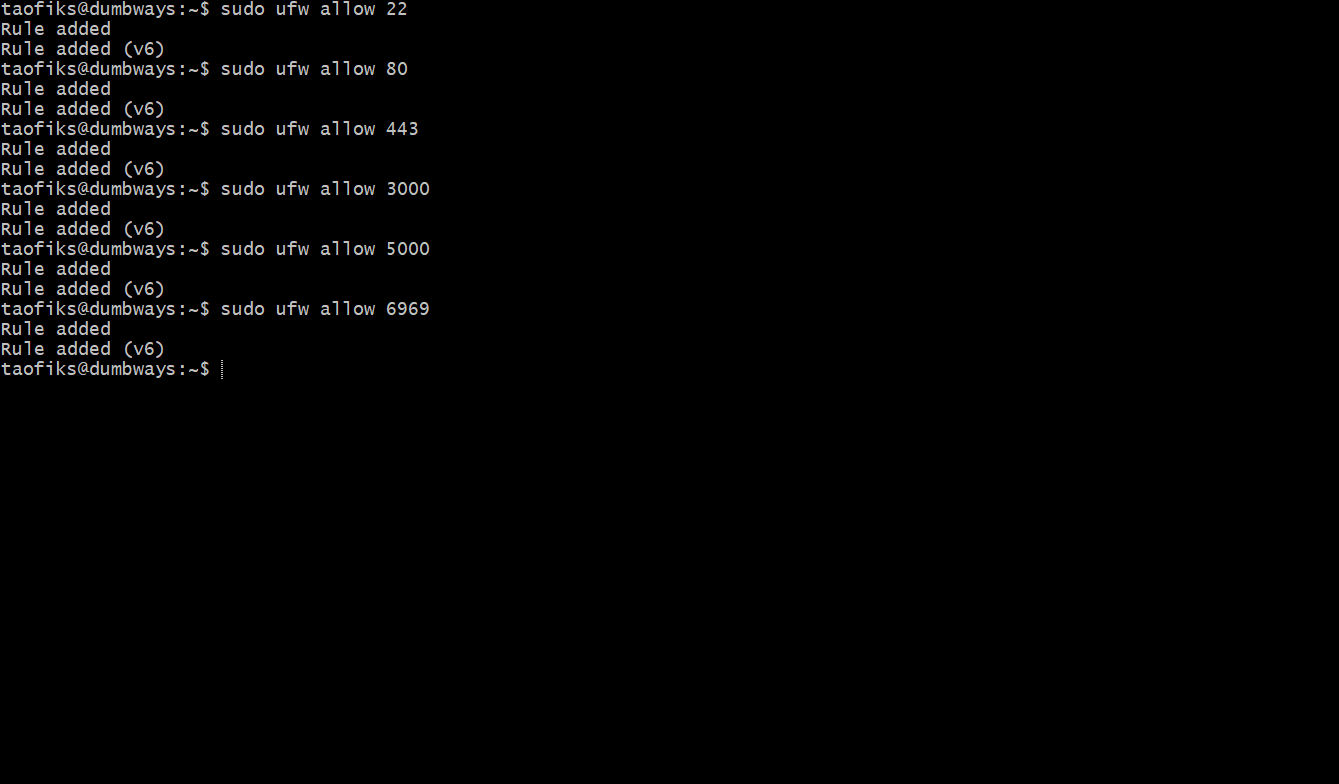 taofiks@dumbways:~$ sudo ufw allow 22
Rule added
Rule added (v6)
taofiks@dumbways:~$ sudo ufw allow 80
Rule added
Rule added (v6)
taofiks@dumbways:~$ sudo ufw allow 443
Rule added
Rule added (v6)
taofiks@dumbways:~$ sudo ufw allow 3000
Rule added
Rule added (v6)
taofiks@dumbways:~$ sudo ufw allow 5000
Rule added
Rule added (v6)
taofiks@dumbways:~$ sudo ufw allow 6969
Rule added
Rule added (v6)
taofiks@dumbways:~$